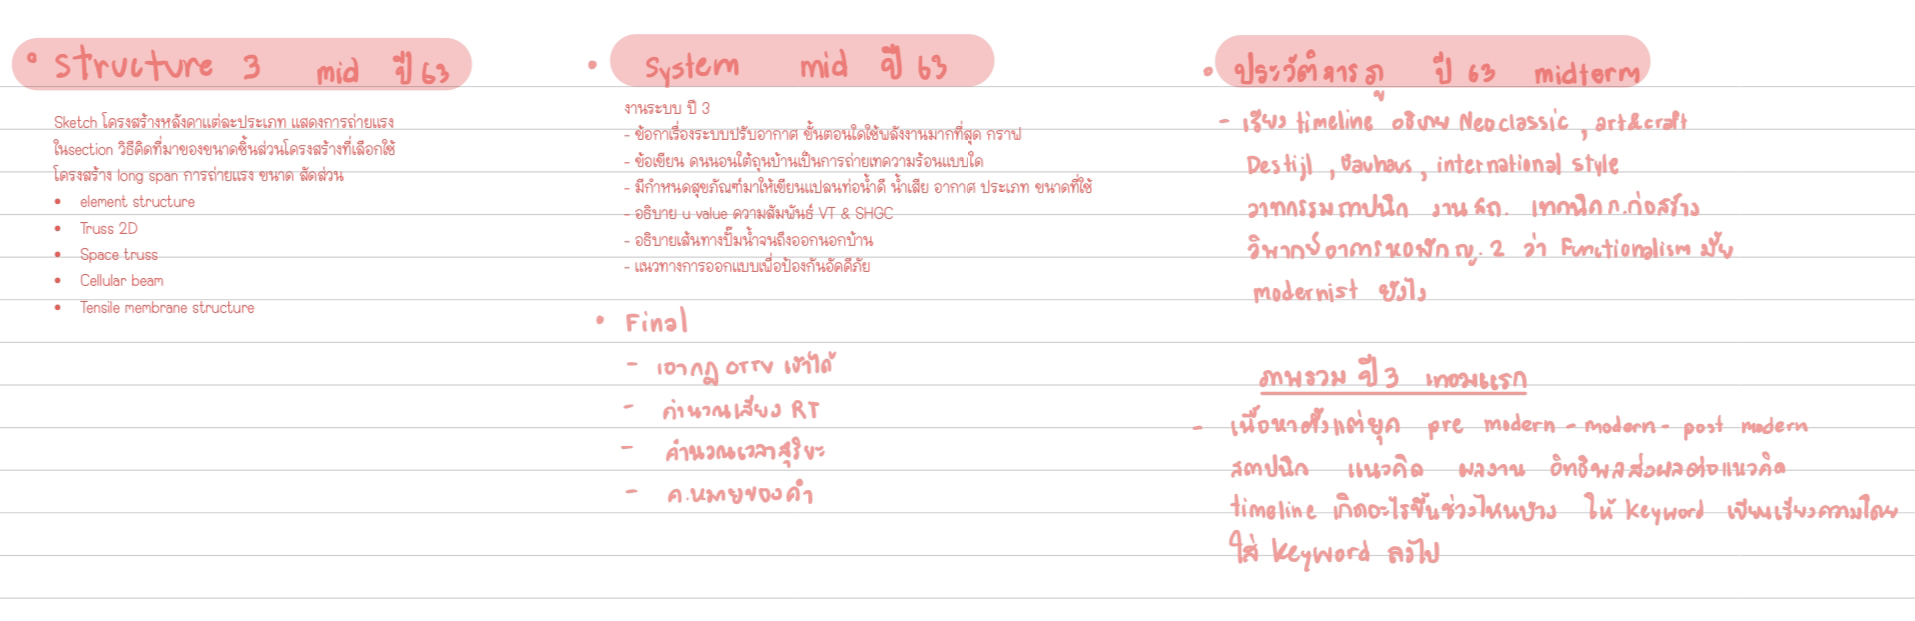 • Structure 3 mid ปี 63
Sketch โครงสร้างหลังคาแต่ละประเภท แสดงการถ่ายแรง
ในsection วิธีคิดที่มาของขนาดชิ้นส่วนโครงสร้างที่เลือกใช้
โครงสร้าง long span การถ่ายแรง ขนาด สัดส่วน
• element structure
• Truss 2D
• Space truss
• Cellular beam
• Tensile membrane structure
• System mid ปี 63
งานระบบ ปี 3
- ข้อกาเรื่องระบบปรับอากาศ ขั้นตอนใดใช้พลังงานมากที่สุด กราฟ
- ข้อเขียน คนนอนใต้ถุนบ้านเป็นการถ่ายเทความร้อนแบบใด
- มีกำหนดสุขภัณฑ์มาให้เขียนแปลนท่อน้ำดี น้ำเสีย อากาศ ประเภท ขนาดที่ใช้
- อธิบาย u value ความสัมพันธ์ VT & SHGC
- อธิบายเส้นทางปั๊มน้ำจนถึงออกนอกบ้าน
- แนวทางการออกแบบเพื่อป้องกันอัคดีภัย
• Final
- เอากฎ OTTV เข้าได้
- คำนวณเสียง RT
- คำนวณเวลาสุริยะ
- ค.หมายของคำ
• ประวัติจารภู ปี 63 midterm
- เรียง timeline อธิบาย Neoclassic , art&craft
Destijl , Bauhaus , international style
วาทกรรมสถาปนิก งานสถ. เทคนิคก.ก่อสร้าง
วิพากษ์อาคารหอพักญ.2 ว่า Functionalism มั้ย
modernist ยังไง
ภาพรวม ปี 3 เทอมแรก
- เนื้อหาตั้งแต่ยุค pre modern - modern - post modern
สถาปนิก แนวคิด ผลงาน อิทธิพลส่งผลต่อแนวคิด
timeline เกิดอะไรขึ้นช่วงไหนบ้าง ให้ keyword เขียนเรียงความโดย
ใส่ keyword ลงไป